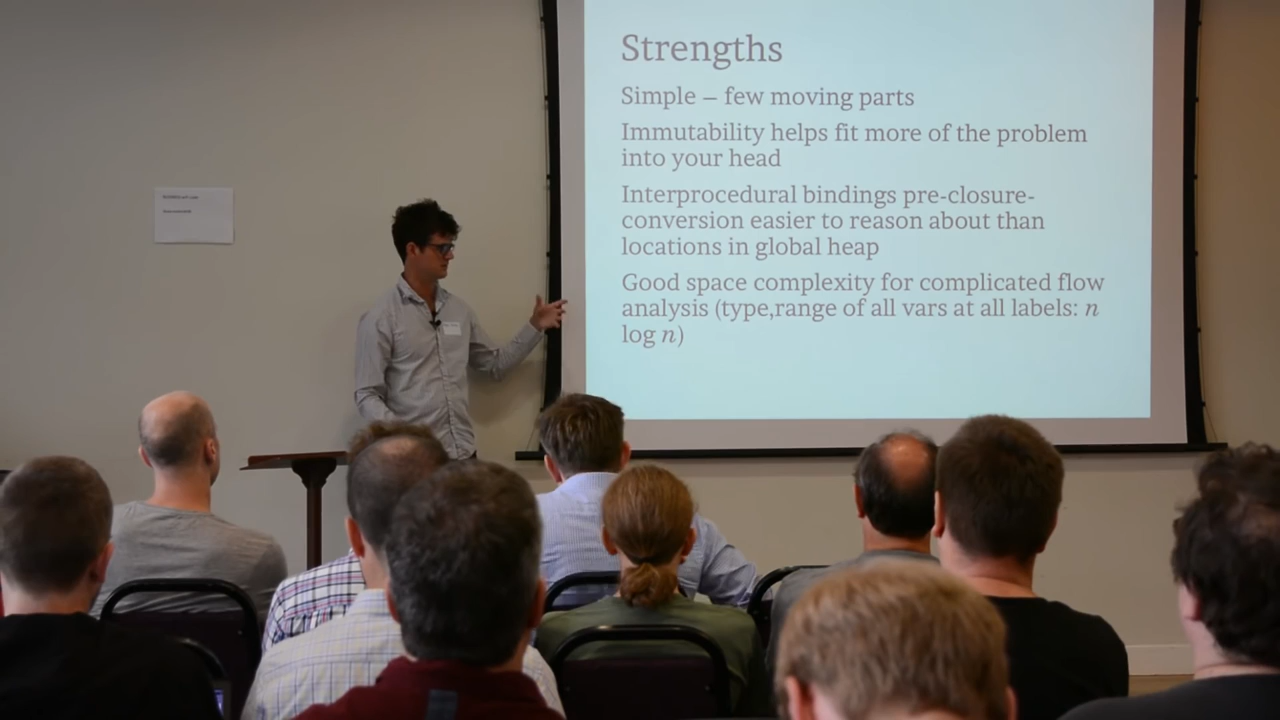 Strengths
Simple – few moving parts
Immutability helps fit more of the problem
into your head
Interprocedural bindings pre-closure-
conversion easier to reason about than
locations in global heap
Good space complexity for complicated flow
analysis (type,range of all vars at all labels: n
log n)